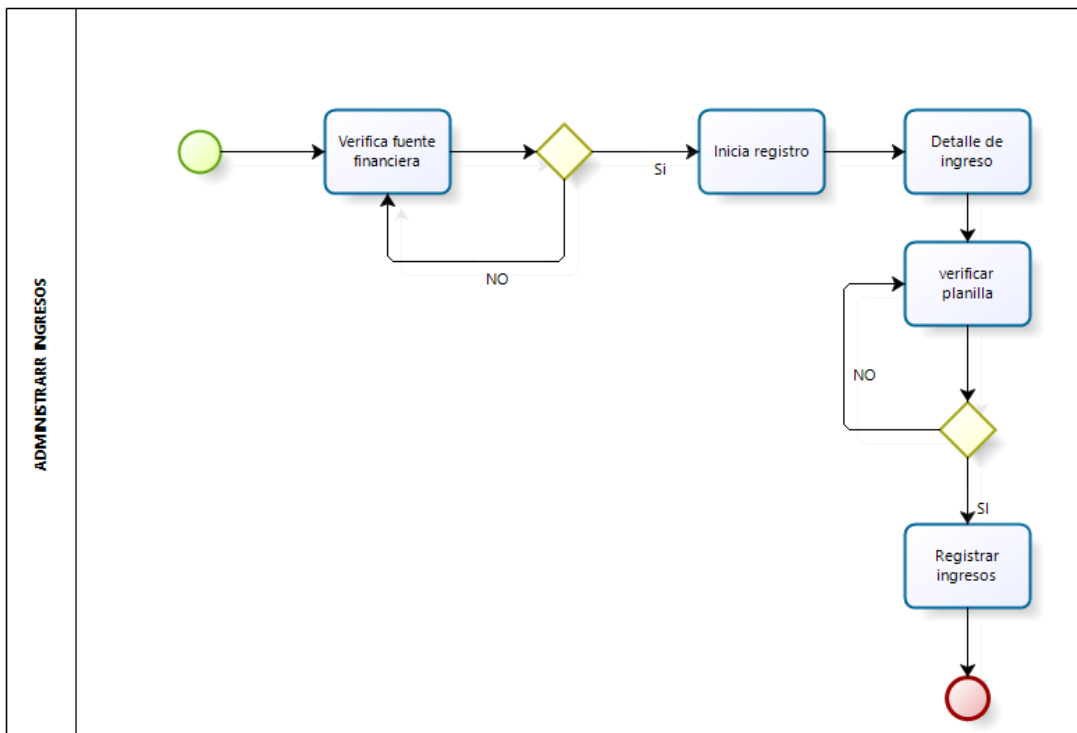 ADMINISTRARR INGRESOS
Verifica fuente
financiera
Si
NO
Inicia registro
Detalle de
ingreso
verificar
planilla
NO
SI
Registrar
ingresos